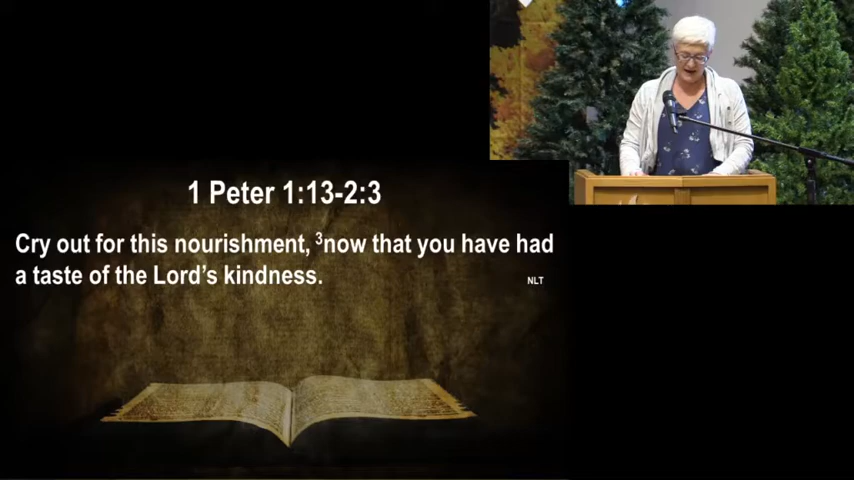 1 Peter 1:13-2:3
Cry out for this nourishment, ³now that you have had
a taste of the Lord's kindness.
NLT